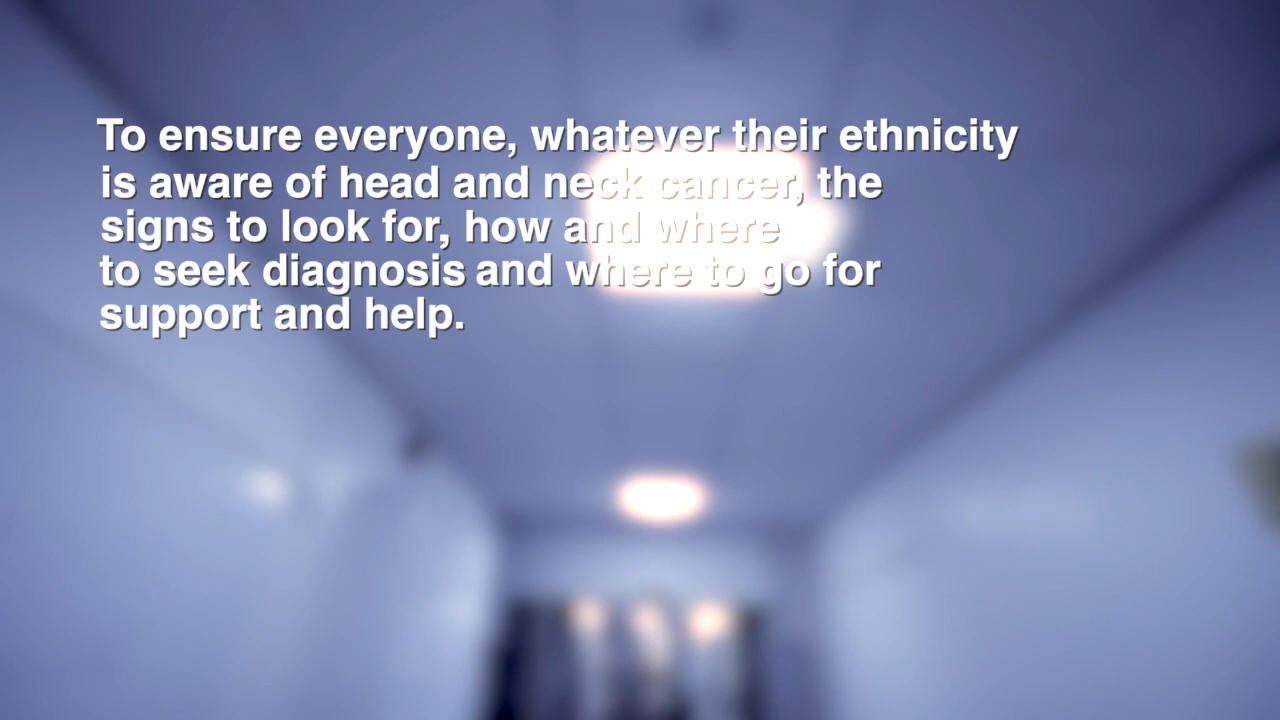 To ensure everyone, whatever their ethnicity
is aware of head and neck cancer, the
signs to look for, how and where
to seek diagnosis and where to go for
support and help.